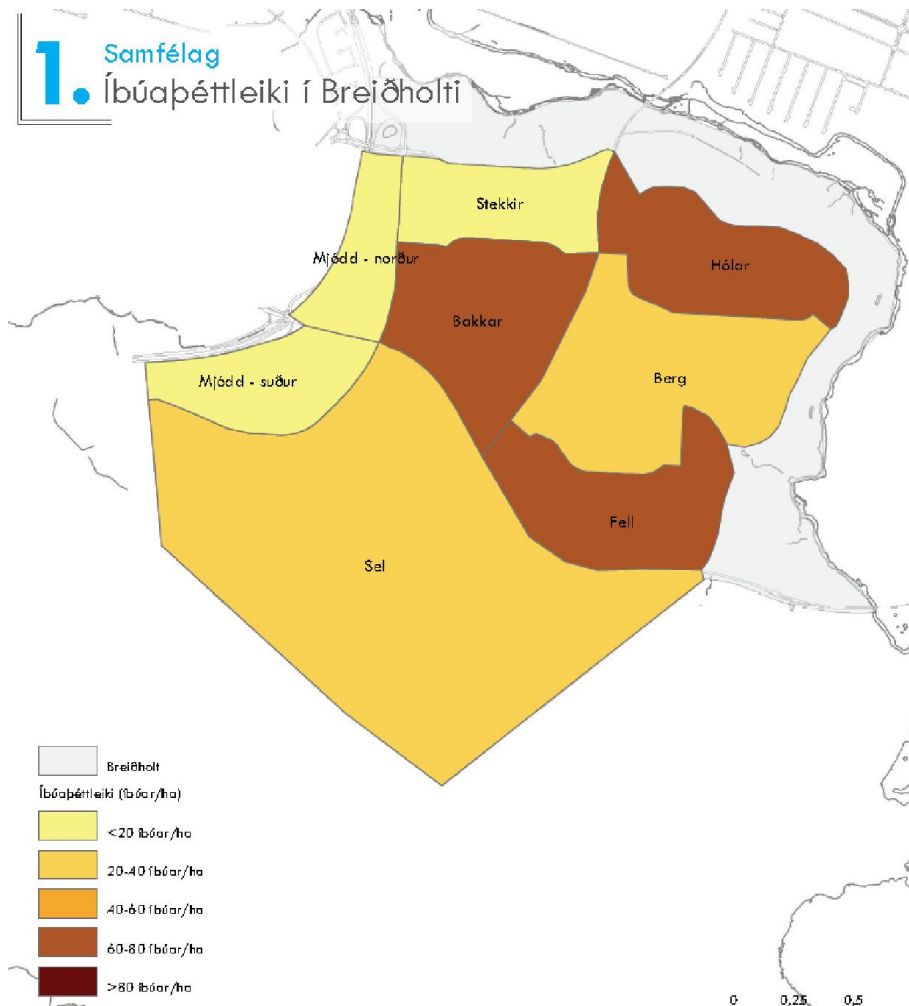 1. Samfélag
Íbúaþéttleiki í Breiðholti
Stekkir
Mjódd - norður
Hólar
Bakkar
Mjódd - suður
Berg
Fell
Sel
Breiðholt
Íbúaþéttleiki (íbúar/ha)
<20 íbúar/ha
20-40 íbúar/ha
40-60 íbúar/ha
60-80 íbúar/ha
>80 íbúar/ha
0 0,25 0,5